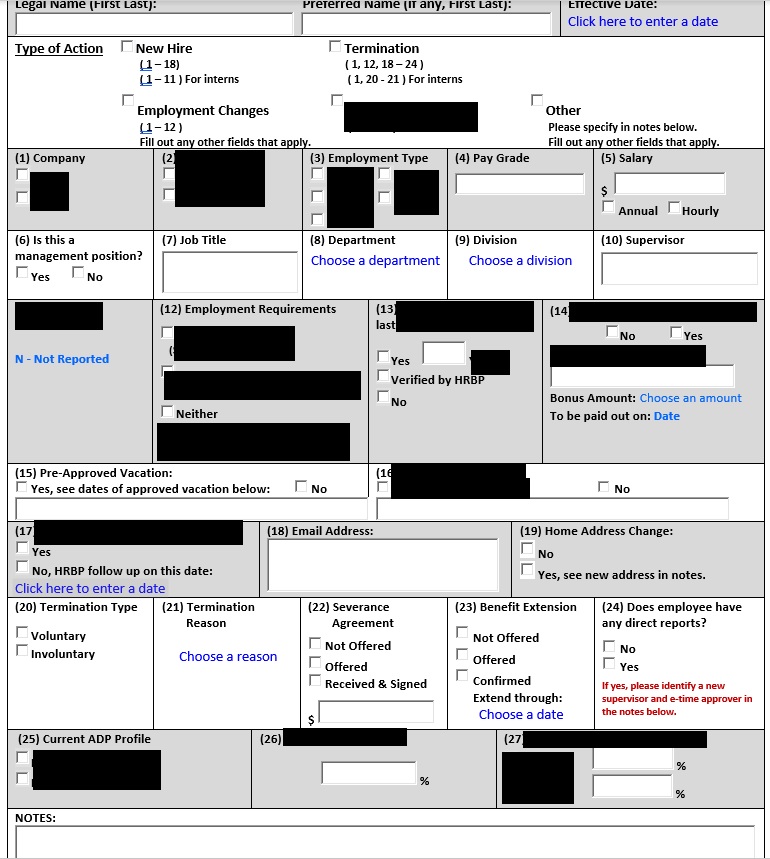 Legal Name (First Last):
Preferred Name (if any, First Last):
Effective Date:
Click here to enter a date
Type of Action
New Hire
( 1 – 18)
( 1 – 11 ) For interns
Termination
( 1, 12, 18 – 24 )
( 1, 20 - 21 ) For interns
Employment Changes
( 1 – 12 )
Fill out any other fields that apply.
Other
Please specify in notes below.
Fill out any other fields that apply.
(1) Company
(2)
(3) Employment Type
(4) Pay Grade
(5) Salary
$
Annual
Hourly
(6) Is this a
management position?
Yes
No
(7) Job Title
(8) Department
Choose a department
(9) Division
Choose a division
(10) Supervisor
N - Not Reported
(12) Employment Requirements
Neither
(13)
last
Yes
Verified by HRBP
No
(14
No
Yes
Bonus Amount: Choose an amount
To be paid out on: Date
(15) Pre-Approved Vacation:
Yes, see dates of approved vacation below:
No
(16
No
(17)
Yes
No, HRBP follow up on this date:
Click here to enter a date
(18) Email Address:
(19) Home Address Change:
No
Yes, see new address in notes.
(20) Termination Type
Voluntary
Involuntary
(21) Termination
Reason
Choose a reason
(22) Severance
Agreement
Not Offered
Offered
Received & Signed
$
(23) Benefit Extension
Not Offered
Offered
Confirmed
Extend through:
Choose a date
(24) Does employee have
any direct reports?
No
Yes
If yes, please identify a new
supervisor and e-time approver in
the notes below.
(25) Current ADP Profile
(26)
%
(27)
%
%
NOTES: